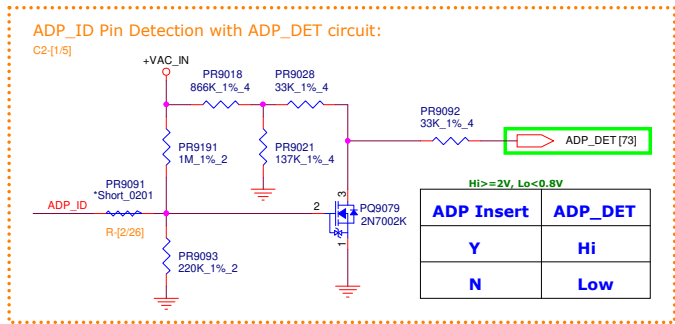 ADP_ID Pin Detection with ADP_DET circuit:
C2-[1/5]
+VAC_IN
PR9018
866K_1%_4
PR9028
33K_1%_4
PR9092
33K_1%_4
PR9191
1M_1%_2
PR9021
137K_1%_4
ADP_DET [73]
PR9091
*Short_0201
ADP_ID
R-[2/26]
2
3
1
PQ9079
2N7002K
PR9093
220K_1%_2
Hi>=2V, Lo<0.8V
ADP Insert ADP_DET
Y Hi
N Low